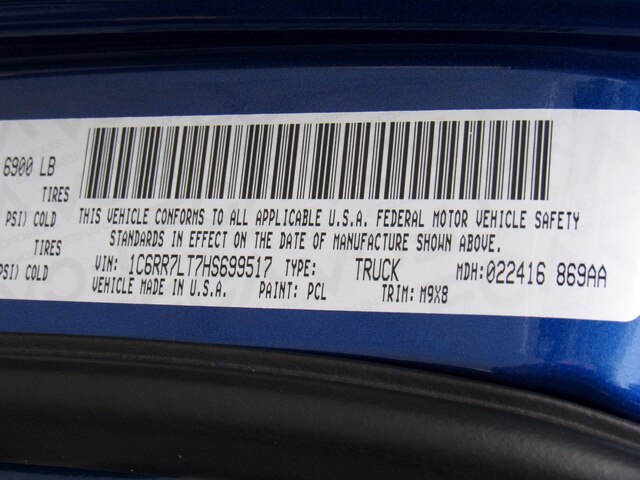 6900 LB
TIRES
PSI) COLD
TIRES
PSI) COLD
THIS VEHICLE CONFORMS TO ALL APPLICABLE U.S.A. FEDERAL MOTOR VEHICLE SAFETY
STANDARDS IN EFFECT ON THE DATE OF MANUFACTURE SHOWN ABOVE.
VIN: 1C6RR7LT7HS699517 TYPE: TRUCK MDH:022416 869AA
VEHICLE MADE IN U.S.A. PAINT: PCL TRIM: M9X8